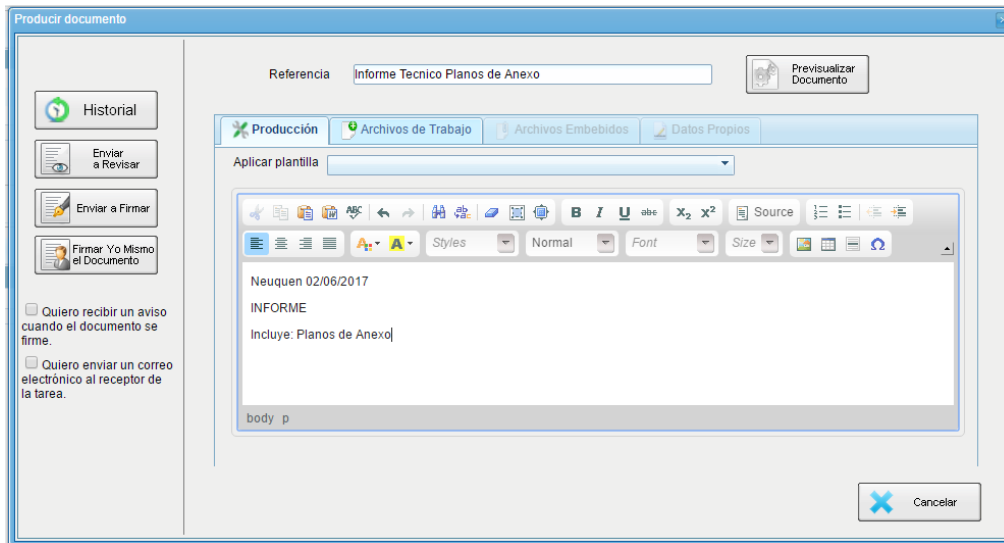 Producir documento
Historial
Enviar
a Revisar
Enviar a Firmar
Firmar Yo Mismo
el Documento
Quiero recibir un aviso
cuando el documento se
firme.
Quiero enviar un correo
electrónico al receptor de
la tarea.
Referencia
Informe Tecnico Planos de Anexo
Previsualizar
Documento
Producción
Archivos de Trabajo
Archivos Embebidos
Datos Propios
Aplicar plantilla
B I U abc X₂ X² Source
Styles Normal Font Size
Neuquen 02/06/2017
INFORME
Incluye: Planos de Anexo
body p
Cancelar